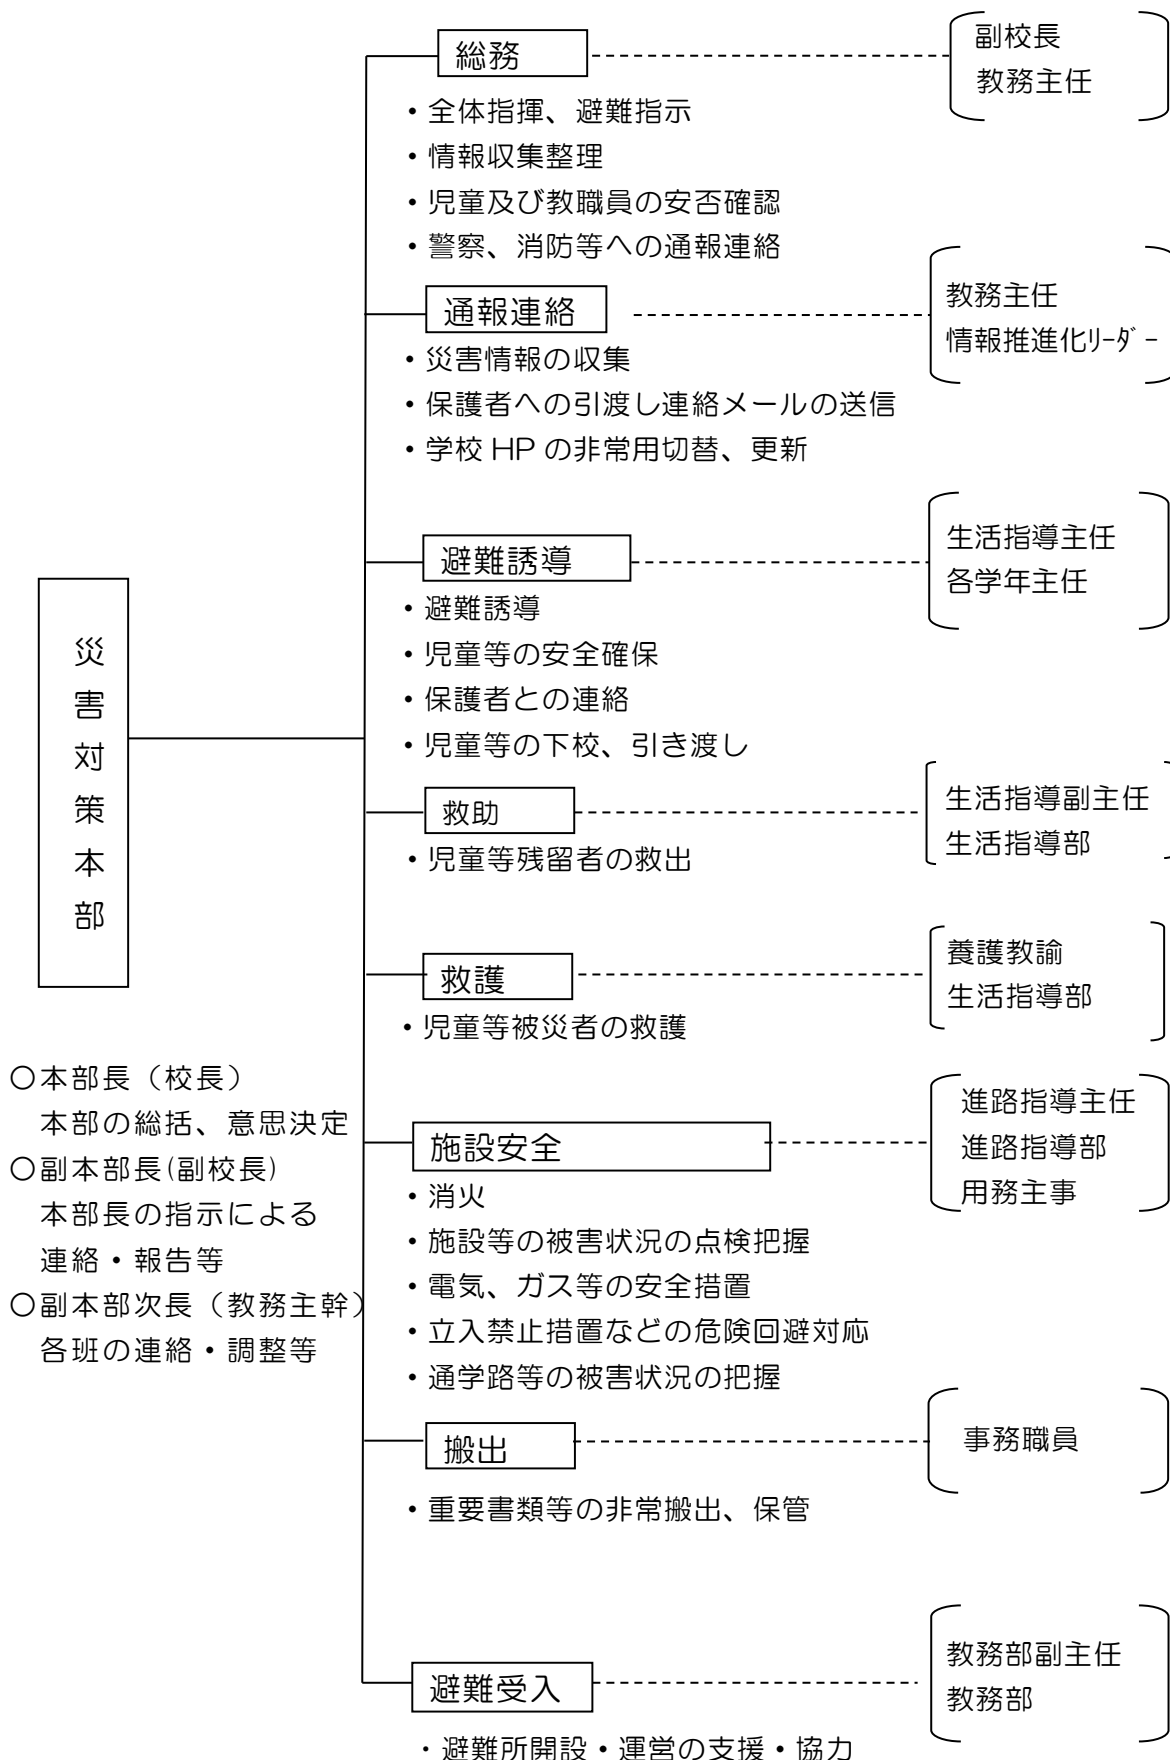 総務
副校長
教務主任
・全体指揮、避難指示
・情報収集整理
・児童及び教職員の安否確認
・警察、消防等への通報連絡
通報連絡
教務主任
情報推進化ﾘｰﾀﾞｰ
・災害情報の収集
・保護者への引渡し連絡メールの送信
・学校 HP の非常用切替、更新
避難誘導
生活指導主任
各学年主任
・避難誘導
・児童等の安全確保
・保護者との連絡
・児童等の下校、引き渡し
災害対策本部
救助
生活指導副主任
生活指導部
・児童等残留者の救出
救護
養護教諭
生活指導部
・児童等被災者の救護
〇本部長（校長）
本部の総括、意思決定
〇副本部長(副校長)
本部長の指示による
連絡・報告等
〇副本部次長（教務主幹）
各班の連絡・調整等
施設安全
進路指導主任
進路指導部
用務主事
・消火
・施設等の被害状況の点検把握
・電気、ガス等の安全措置
・立入禁止措置などの危険回避対応
・通学路等の被害状況の把握
搬出
事務職員
・重要書類等の非常搬出、保管
避難受入
教務部副主任
教務部
・避難所開設・運営の支援・協力